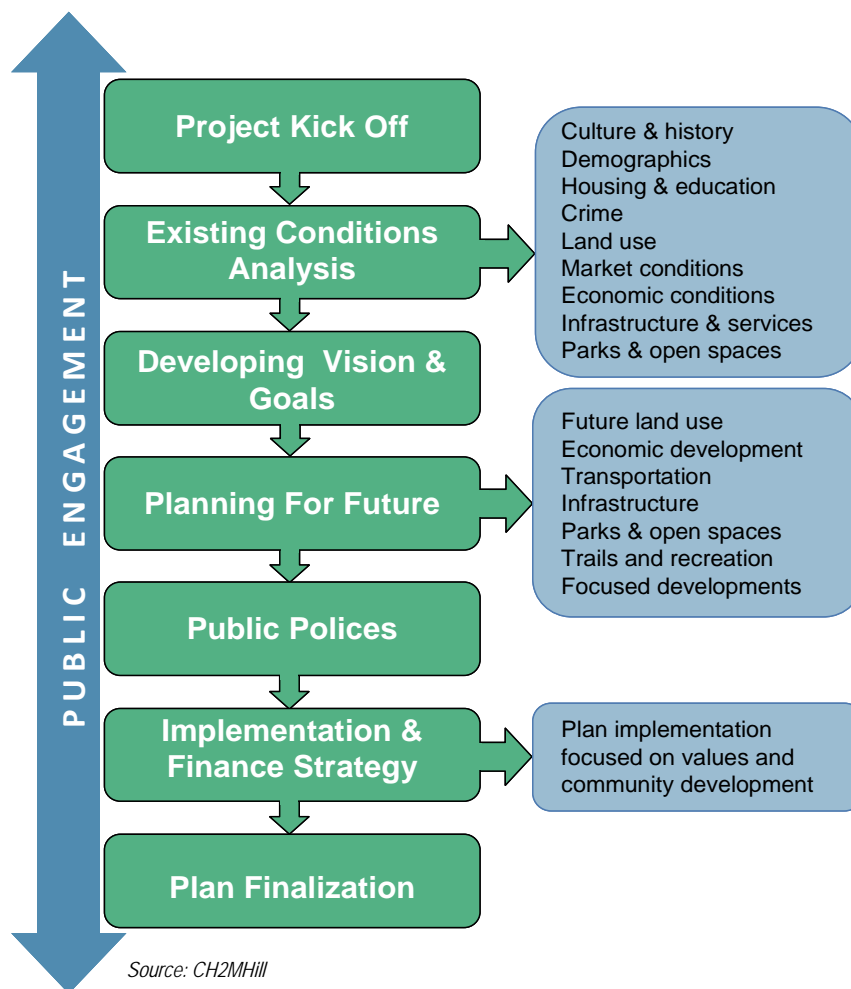 PUBLIC ENGAGEMENT
Project Kick Off
Existing Conditions
Analysis
Culture & history
Demographics
Housing & education
Crime
Land use
Market conditions
Economic conditions
Infrastructure & services
Parks & open spaces
Developing Vision &
Goals
Planning For Future
Future land use
Economic development
Transportation
Infrastructure
Parks & open spaces
Trails and recreation
Focused developments
Public Polices
Implementation &
Finance Strategy
Plan implementation
focused on values and
community development
Plan Finalization
Source: CH2MHill